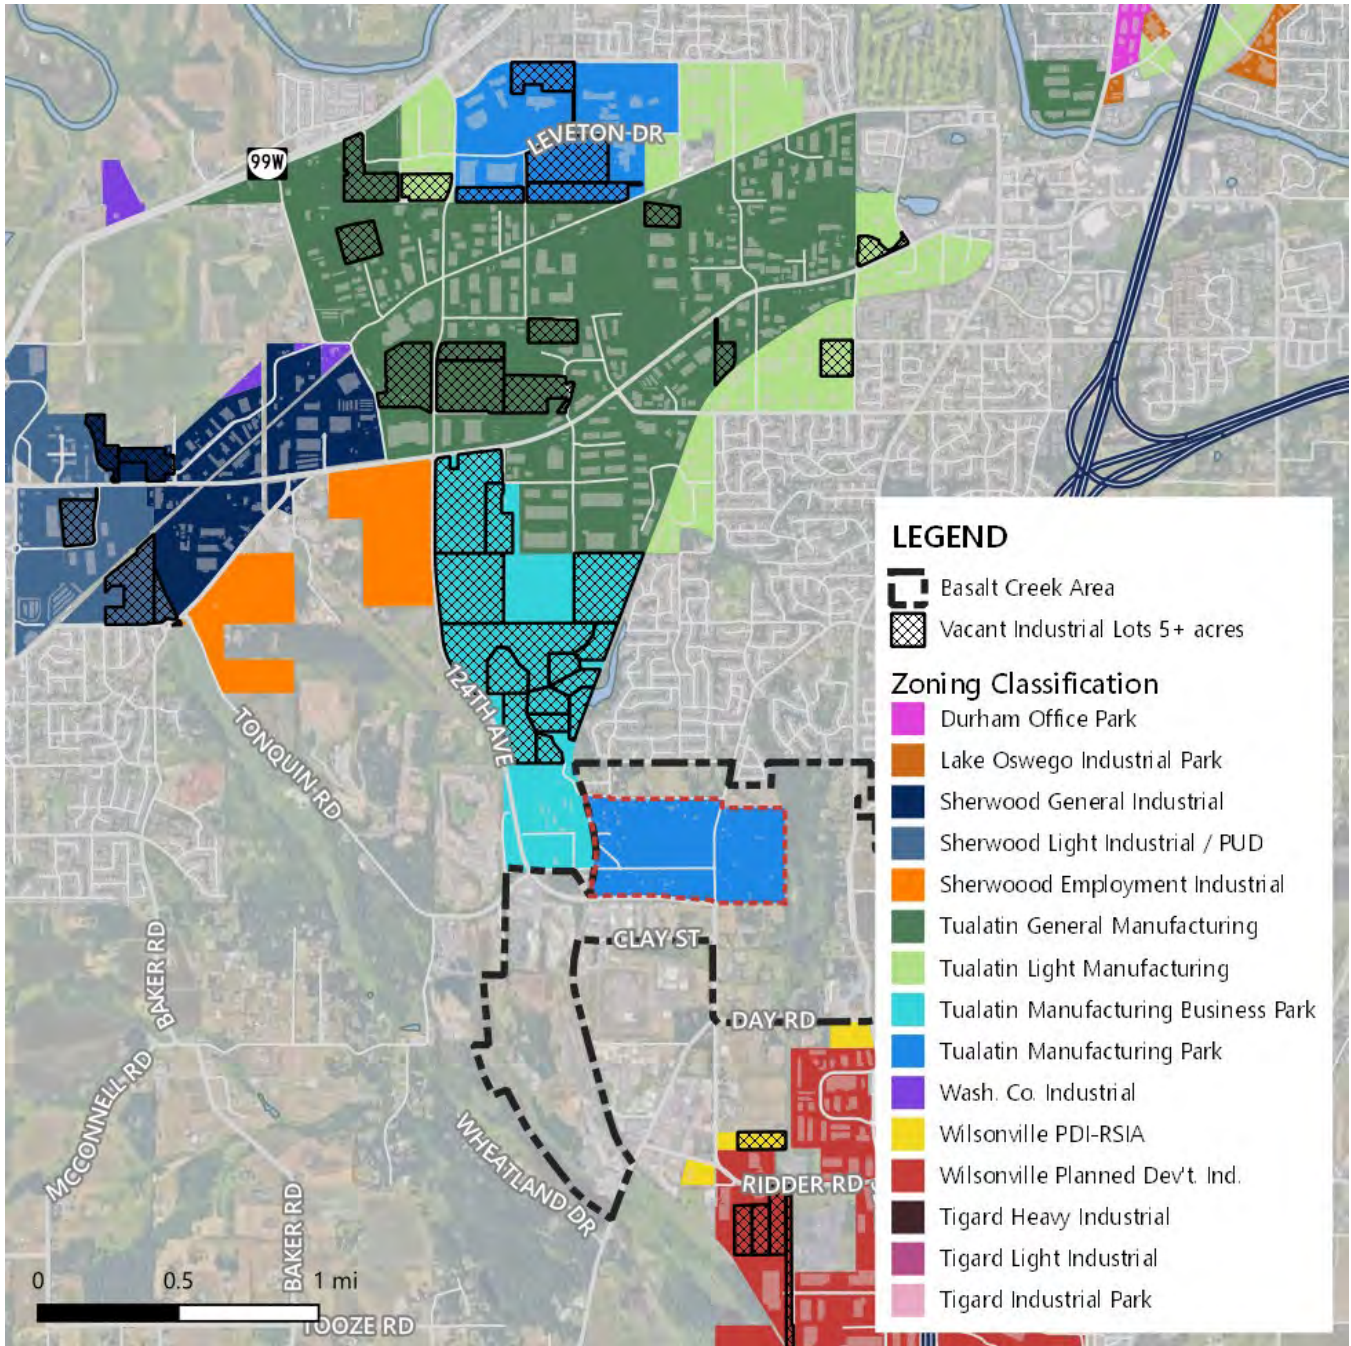 99W
LEVETON DR
124TH AVE
TONQUIN RD
CLAY ST
BAKER RD
DAY RD
MCCONNELL RD
WHEATLAND DR
RIDDER RD
BAKER RD
TOOZE RD
0 0.5 1 mi
LEGEND
Basalt Creek Area
Vacant Industrial Lots 5+ acres
Zoning Classification
Durham Office Park
Lake Oswego Industrial Park
Sherwood General Industrial
Sherwood Light Industrial / PUD
Sherwoood Employment Industrial
Tualatin General Manufacturing
Tualatin Light Manufacturing
Tualatin Manufacturing Business Park
Tualatin Manufacturing Park
Wash. Co. Industrial
Wilsonville PDI-RSIA
Wilsonville Planned Dev't. Ind.
Tigard Heavy Industrial
Tigard Light Industrial
Tigard Industrial Park